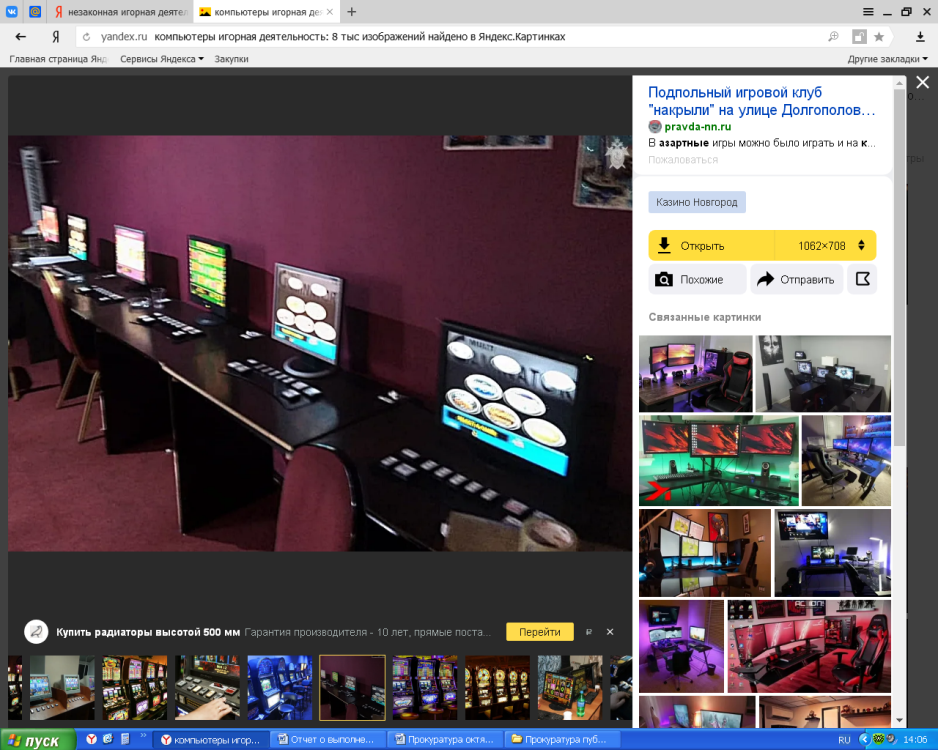 незаконная игорная деятел
компьютеры игорная де
yandex.ru компьютеры игорная деятельность: 8 тыс изображений найдено в Яндекс.Картинках
Главная страница Янд
Сервисы Яндекса
Закупки
Другие закладки
Подпольный игровой клуб
"накрыли" на улице Долгополов...
pravda-nn.ru
В азартные игры можно было играть и на к...
Пожаловаться
Казино Новгород
Открыть
1062×708
Похожие
Отправить
Связанные картинки
Купить радиаторы высотой 500 мм Гарантия производителя - 10 лет, прямые поста...
Перейти
пуск
компьютеры игор...
Отчет о выполне...
Прокуратура октя...
Прокуратура пуб...
RU
14:06